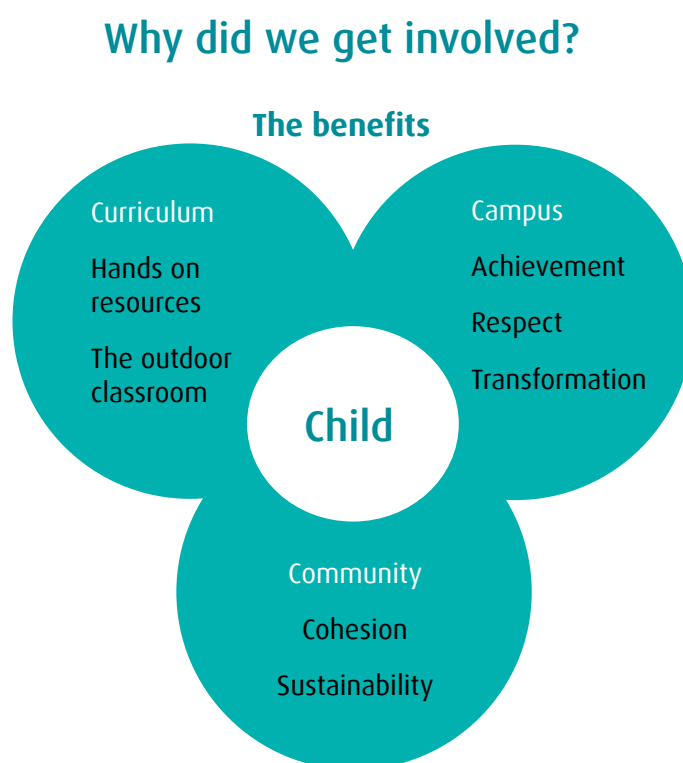 Why did we get involved?
The benefits
Curriculum
Hands on
resources
The outdoor
classroom
Campus
Achievement
Respect
Transformation
Child
Community
Cohesion
Sustainability